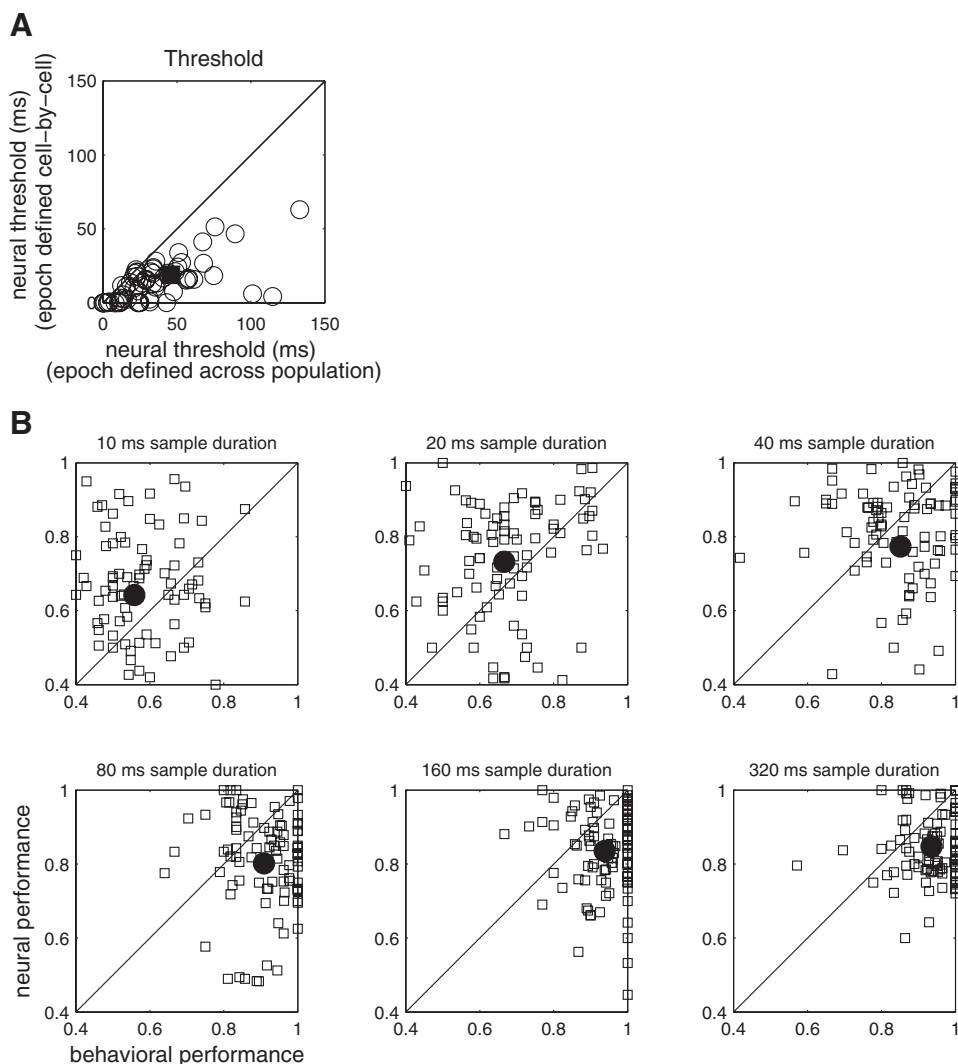 A
Threshold
150
100
50
0
0 50 100 150
neural threshold (ms)
(epoch defined cell−by−cell)
neural threshold (ms)
(epoch defined across population)
B
10 ms sample duration
1
0.8
0.6
0.4
0.4 0.6 0.8 1
20 ms sample duration
1
0.8
0.6
0.4
0.4 0.6 0.8 1
40 ms sample duration
1
0.8
0.6
0.4
0.4 0.6 0.8 1
80 ms sample duration
1
0.8
0.6
0.4
0.4 0.6 0.8 1
160 ms sample duration
1
0.8
0.6
0.4
0.4 0.6 0.8 1
320 ms sample duration
1
0.8
0.6
0.4
0.4 0.6 0.8 1
neural performance
behavioral performance